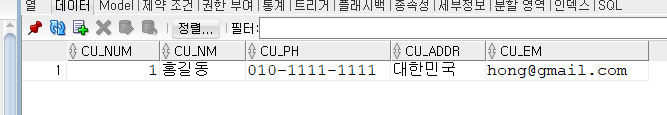 열 데이터 Model 제약 조건 권한 부여 통계 트리거 플래시백 종속성 세부정보 분할 영역 인덱스 SQL
정렬... 필터:
CU_NUM CU_NM CU_PH CU_ADDR CU_EM
1 1 홍길동 010-1111-1111 대한민국 hong@gmail.com